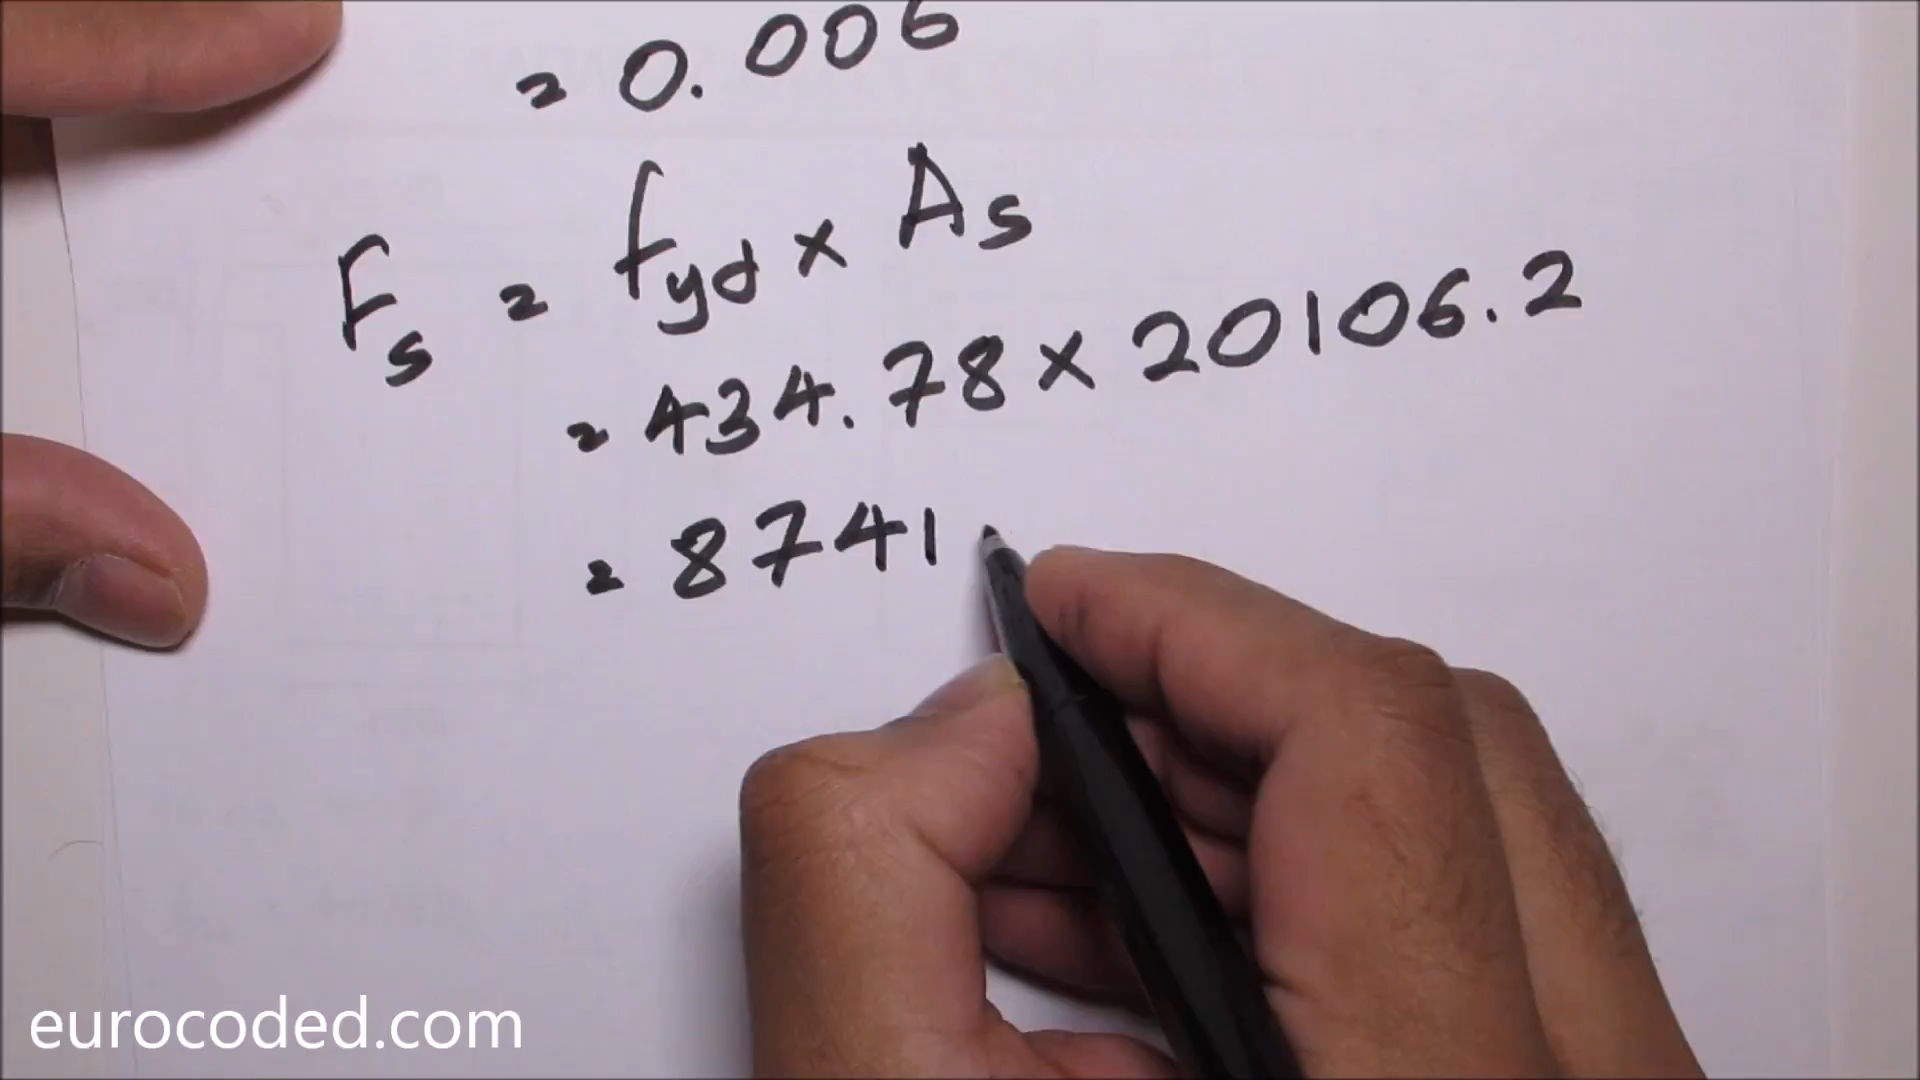 = 0.006
Fs = fyd × As
= 434.78 × 20106.2
= 8741
eurocoded.com